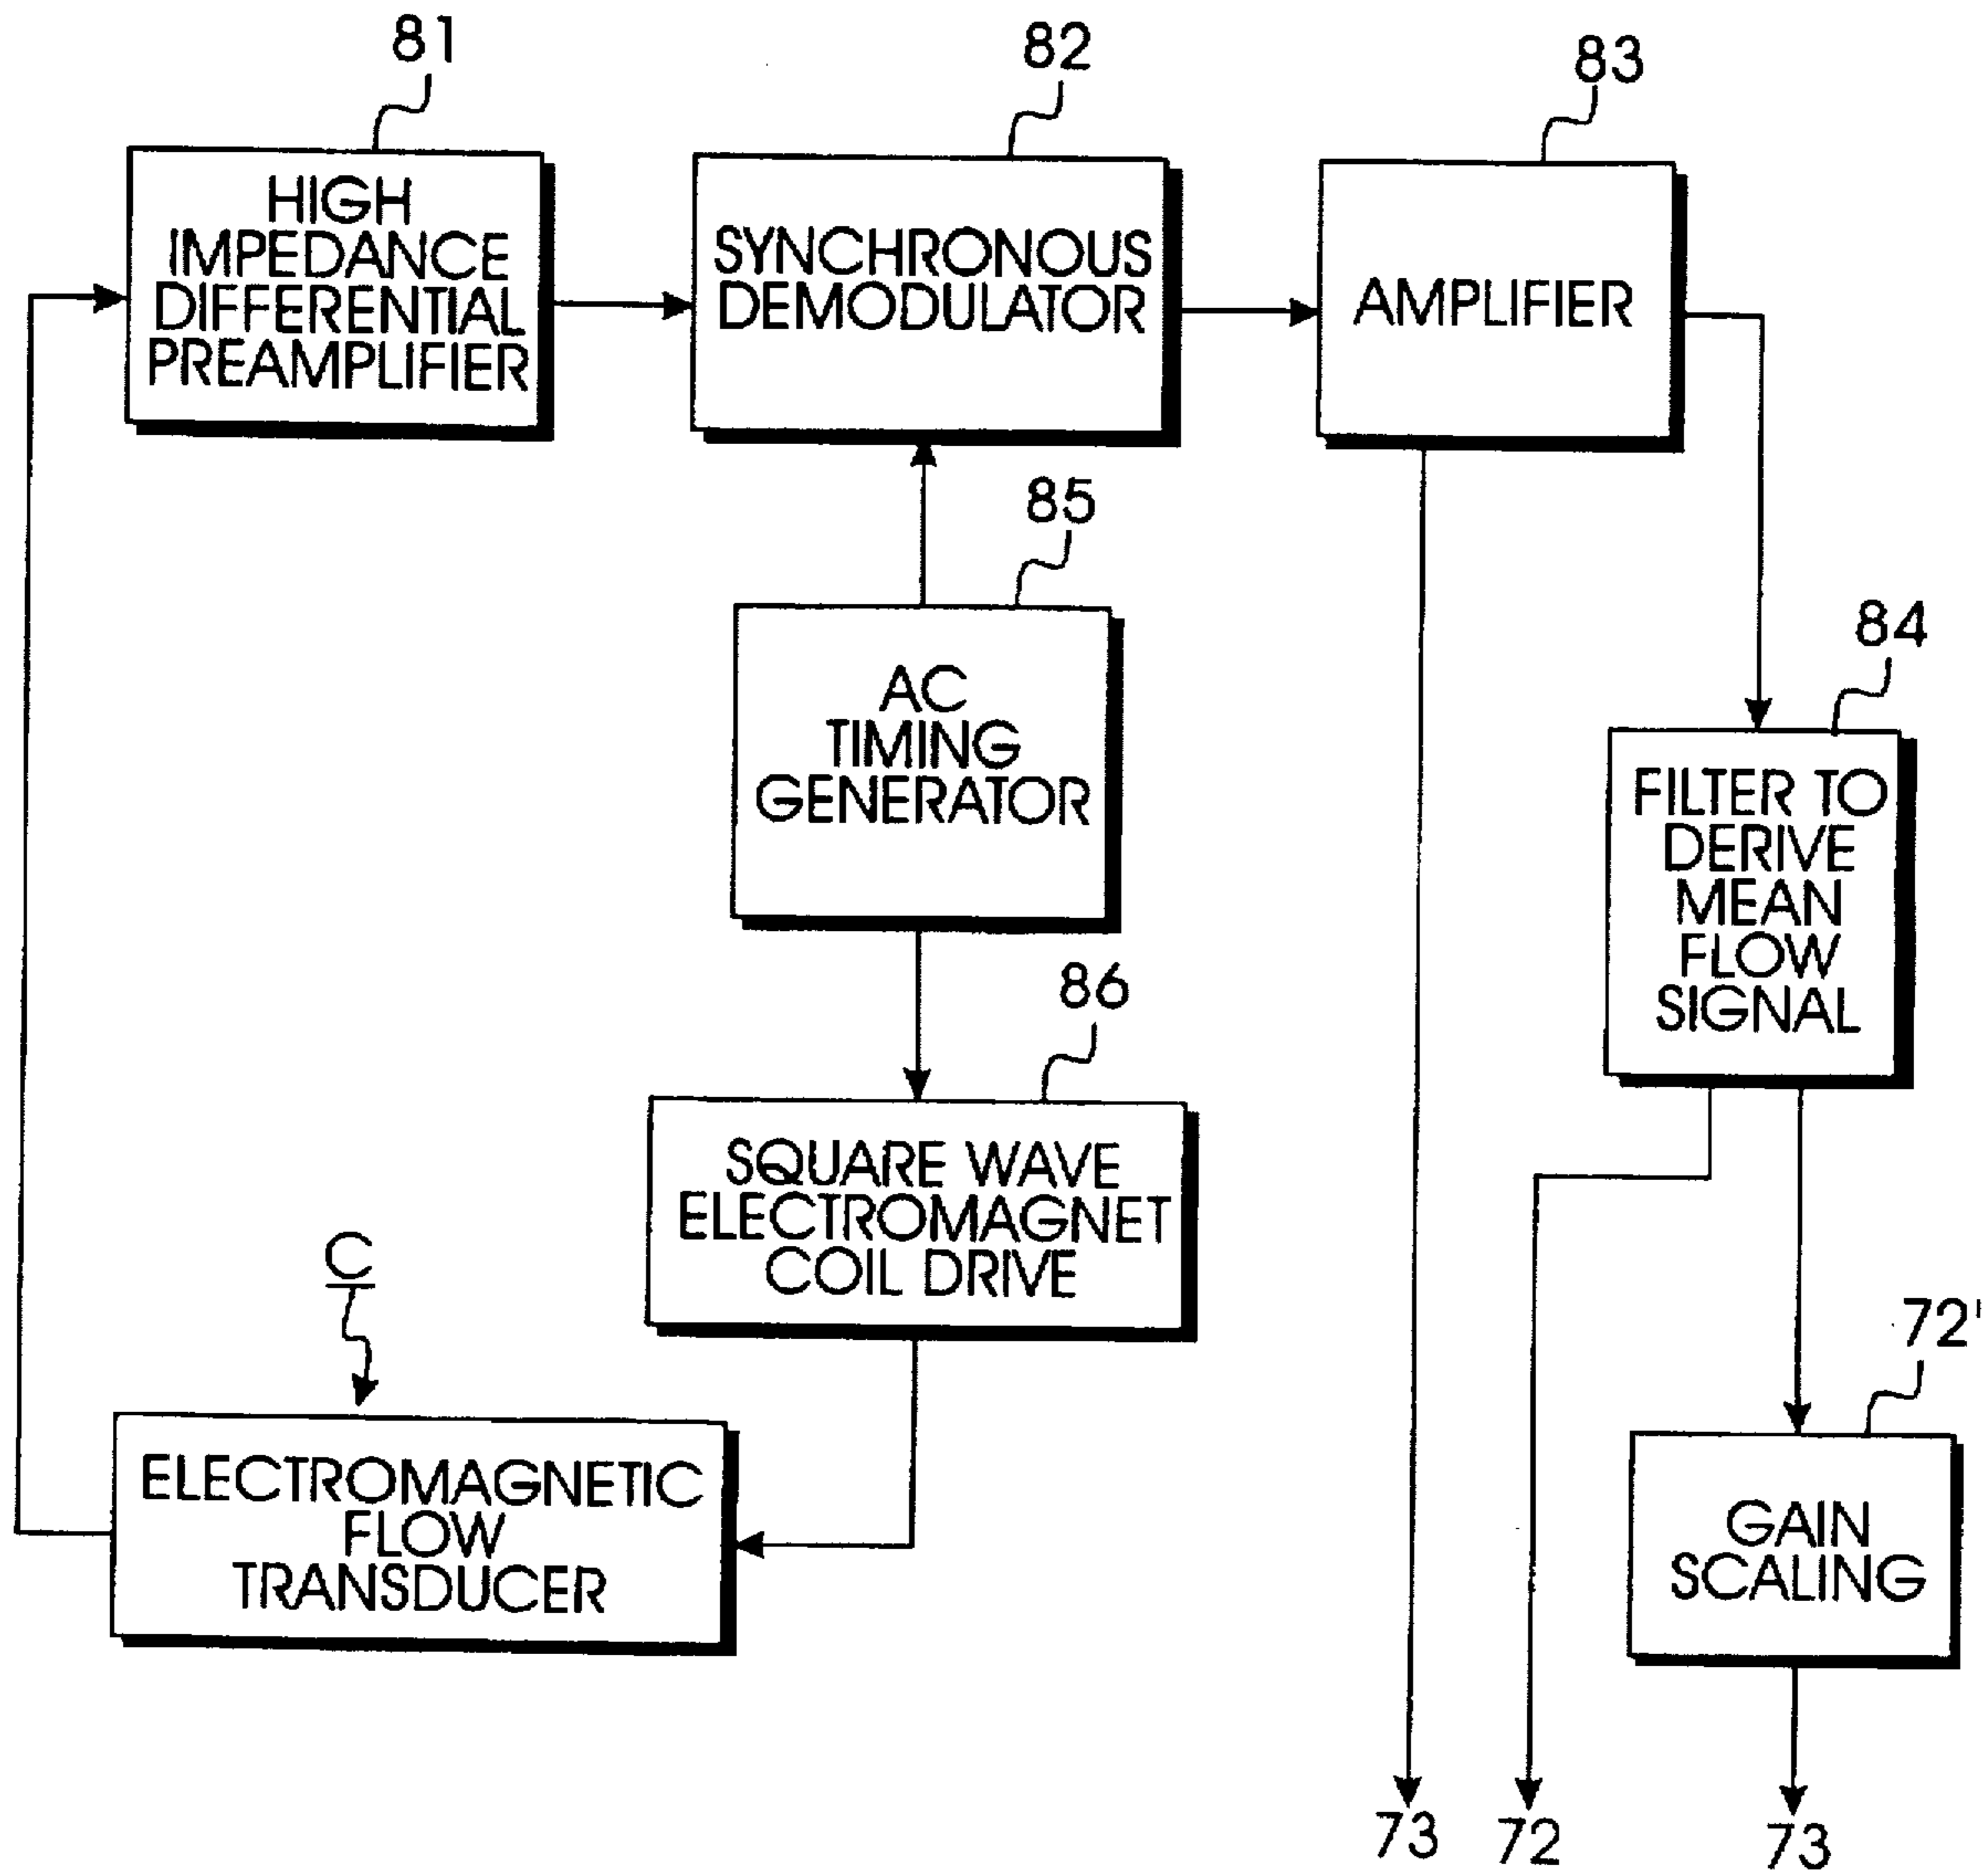 81
82
83
HIGH
IMPEDANCE
DIFFERENTIAL
PREAMPLIFIER
SYNCHRONOUS
DEMODULATOR
AMPLIFIER
85
AC
TIMING
GENERATOR
84
FILTER TO
DERIVE
MEAN
FLOW
SIGNAL
86
SQUARE WAVE
ELECTROMAGNET
COIL DRIVE
C
ELECTROMAGNETIC
FLOW
TRANSDUCER
72'
GAIN
SCALING
73
72
73